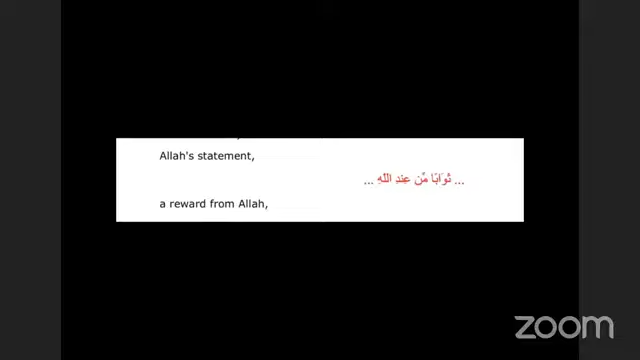 Allah's statement,
... ثَوَابًا مِّن عِندِ اللّهِ ...
a reward from Allah,
zoom